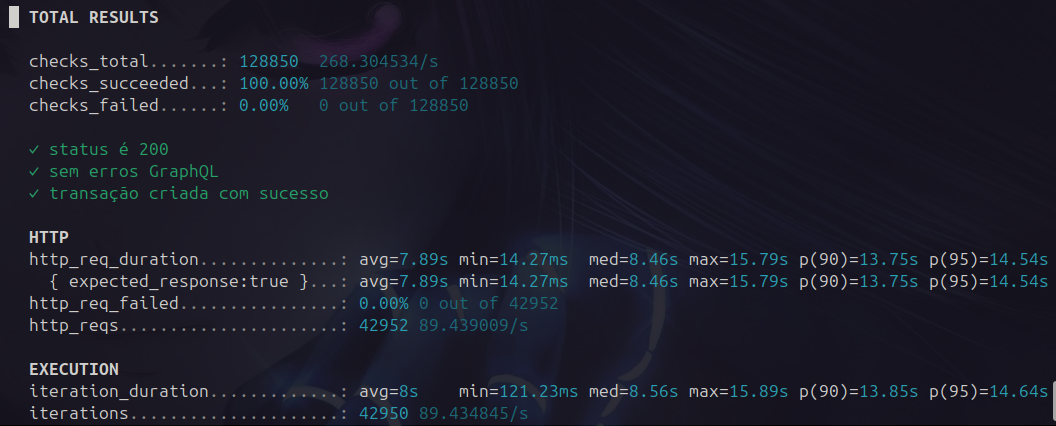 TOTAL RESULTS
checks_total.......: 128850 268.304534/s
checks_succeeded...: 100.00% 128850 out of 128850
checks_failed......: 0.00% 0 out of 128850
✓ status é 200
✓ sem erros GraphQL
✓ transação criada com sucesso
HTTP
http_req_duration..............: avg=7.89s min=14.27ms med=8.46s max=15.79s p(90)=13.75s p(95)=14.54s
{ expected_response:true }...: avg=7.89s min=14.27ms med=8.46s max=15.79s p(90)=13.75s p(95)=14.54s
http_req_failed................: 0.00% 0 out of 42952
http_reqs......................: 42952 89.439009/s
EXECUTION
iteration_duration.............: avg=8s min=121.23ms med=8.56s max=15.89s p(90)=13.85s p(95)=14.64s
iterations.....................: 42950 89.434845/s